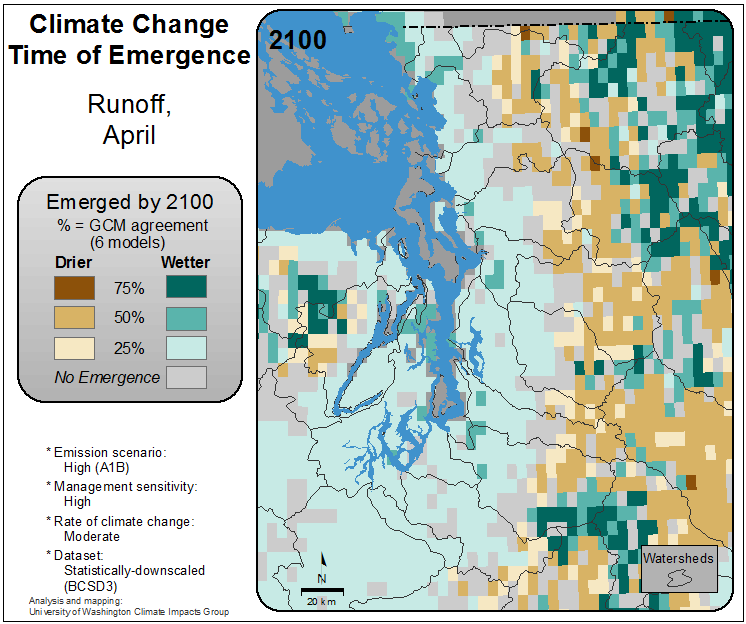 Climate Change
Time of Emergence
Runoff,
April
Emerged by 2100
% = GCM agreement
(6 models)
Drier Wetter
75%
50%
25%
No Emergence
* Emission scenario:
High (A1B)
* Management sensitivity:
High
* Rate of climate change:
Moderate
* Dataset:
Statistically-downscaled
(BCSD3)
Analysis and mapping:
University of Washington Climate Impacts Group
2100
N
20 km
Watersheds